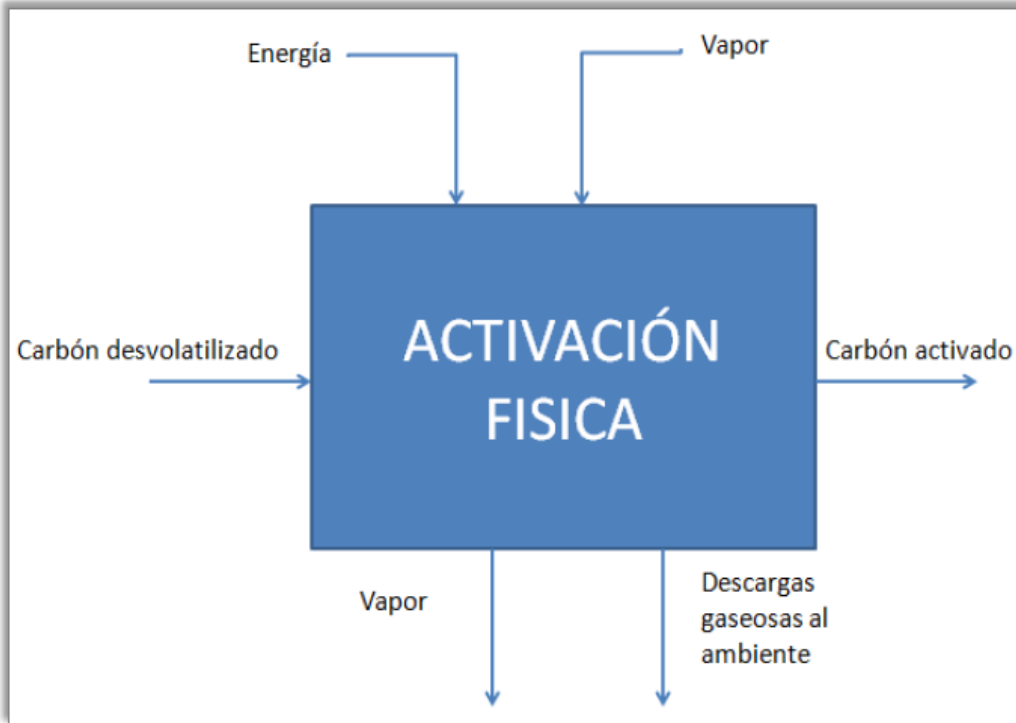 Energía
Vapor
Carbón desvolatilizado
ACTIVACIÓN
FISICA
Carbón activado
Vapor
Descargas
gaseosas al
ambiente